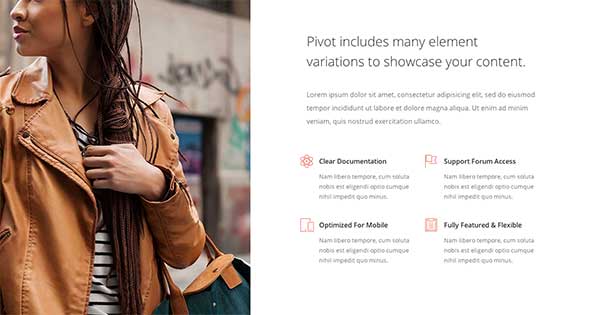 Pivot includes many element
variations to showcase your content.
Lorem ipsum dolor sit amet, consectetur adipisicing elit, sed do eiusmod
tempor incididunt ut labore et dolore magna aliqua. Ut enim ad minim
veniam, quis nostrud exercitation ullamco.
Clear Documentation
Nam libero tempore, cum soluta
nobis est eligendi optio cumque
nihil impedit quo minus.
Support Forum Access
Nam libero tempore, cum soluta
nobis est eligendi optio cumque
nihil impedit quo minus.
Optimized For Mobile
Nam libero tempore, cum soluta
nobis est eligendi optio cumque
nihil impedit quo minus.
Fully Featured & Flexible
Nam libero tempore, cum soluta
nobis est eligendi optio cumque
nihil impedit quo minus.